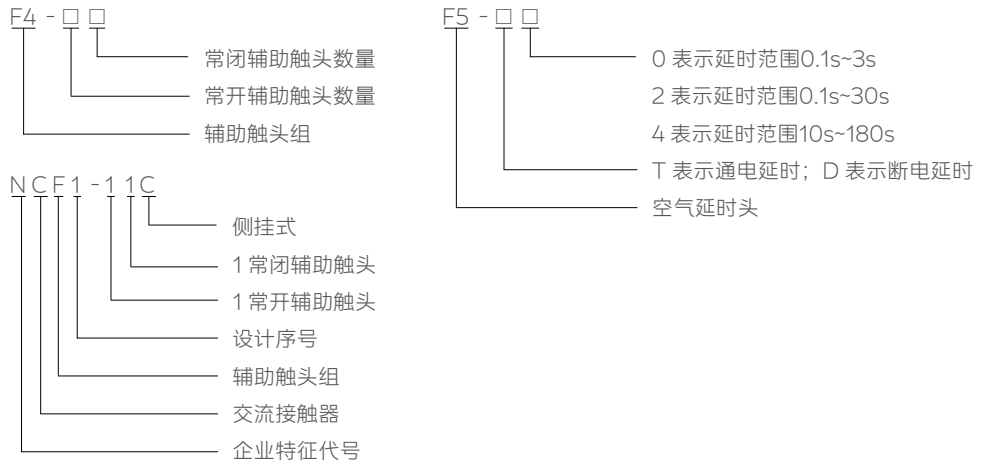 F4 - □ □
常闭辅助触头数量
常开辅助触头数量
辅助触头组
F5 - □ □
0 表示延时范围0.1s~3s
2 表示延时范围0.1s~30s
4 表示延时范围10s~180s
T 表示通电延时；D 表示断电延时
空气延时头
N C F 1 - 1 1 C
侧挂式
1 常闭辅助触头
1 常开辅助触头
设计序号
辅助触头组
交流接触器
企业特征代号